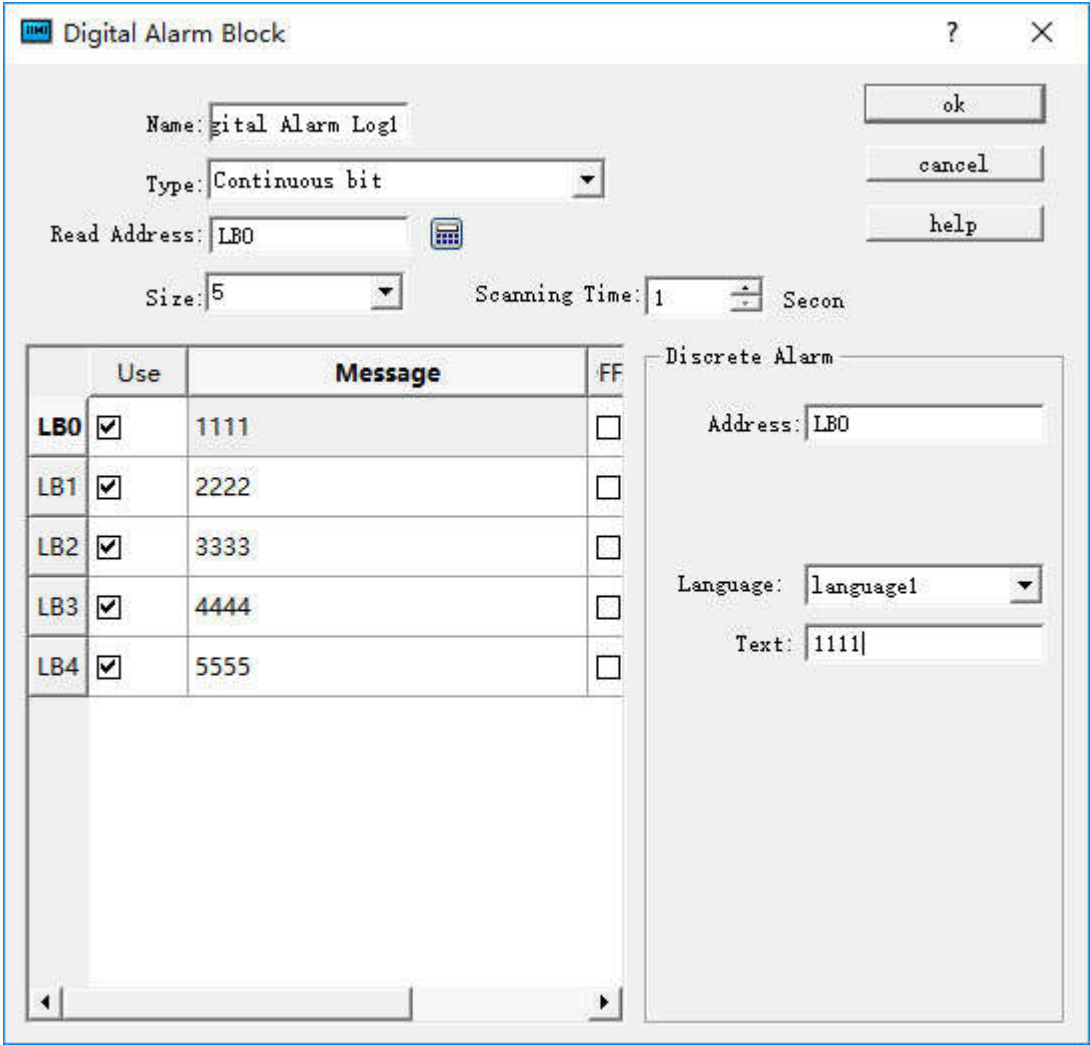 Digital Alarm Block
Name: gital Alarm Log1
ok
Type: Continuous bit
cancel
Read Address: LB0
help
Size: 5
Scanning Time: 1 Secon
Use Message FF
LB0 1111
LB1 2222
LB2 3333
LB3 4444
LB4 5555
Discrete Alarm
Address: LB0
Language: language1
Text: 1111